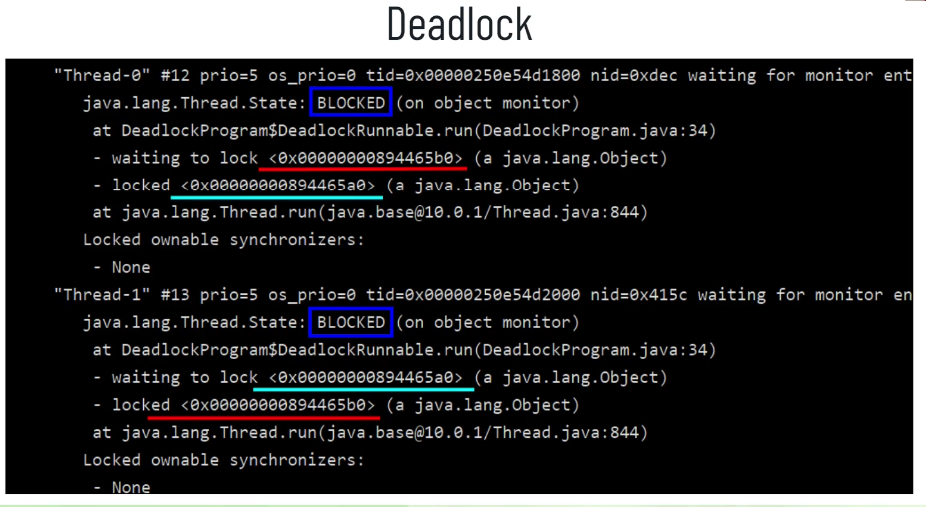 Deadlock
"Thread-0" #12 prio=5 os_prio=0 tid=0x00000250e54d1800 nid=0xdec waiting for monitor ent
java.lang.Thread.State: BLOCKED (on object monitor)
at DeadlockProgram$DeadlockRunnable.run(DeadlockProgram.java:34)
- waiting to lock <0x00000000894465b0> (a java.lang.Object)
- locked <0x00000000894465a0> (a java.lang.Object)
at java.lang.Thread.run(java.base@10.0.1/Thread.java:844)
Locked ownable synchronizers:
- None
"Thread-1" #13 prio=5 os_prio=0 tid=0x00000250e54d2000 nid=0x415c waiting for monitor en
java.lang.Thread.State: BLOCKED (on object monitor)
at DeadlockProgram$DeadlockRunnable.run(DeadlockProgram.java:34)
- waiting to lock <0x00000000894465a0> (a java.lang.Object)
- locked <0x00000000894465b0> (a java.lang.Object)
at java.lang.Thread.run(java.base@10.0.1/Thread.java:844)
Locked ownable synchronizers:
- None